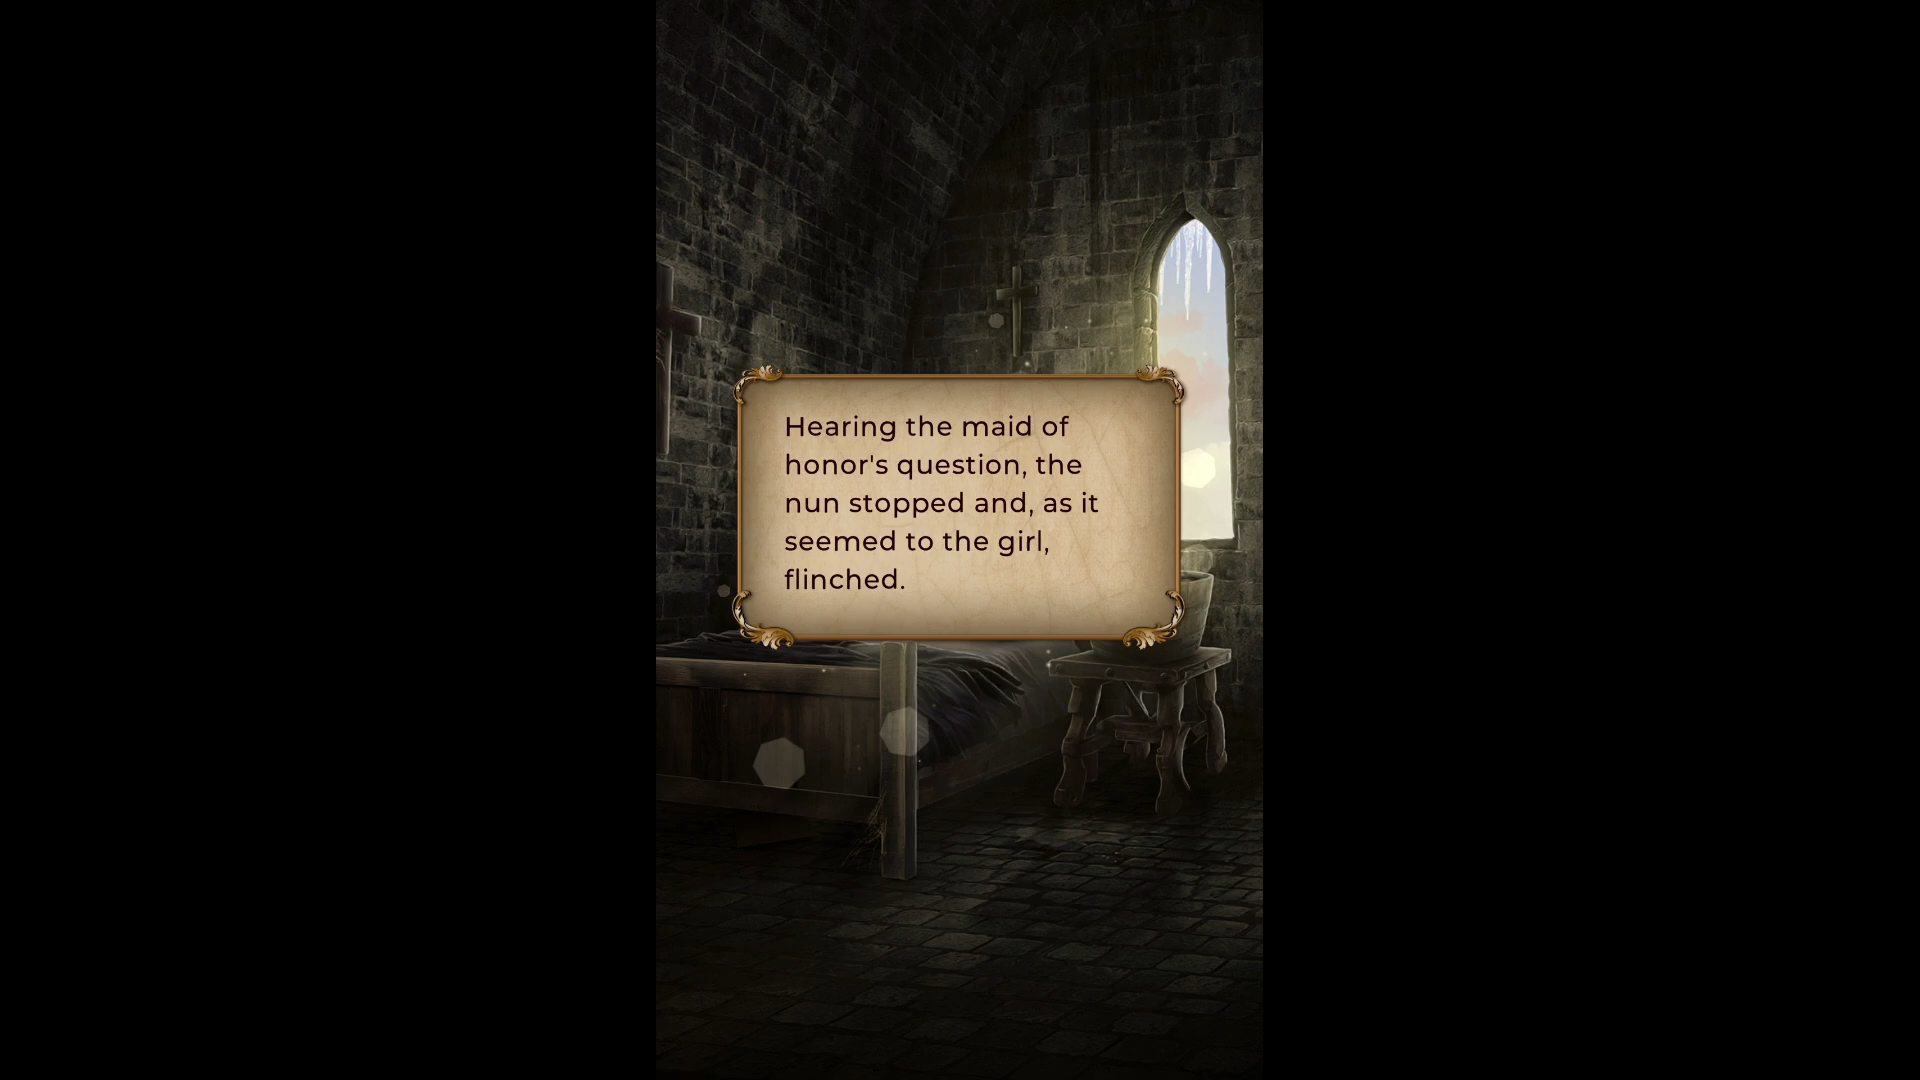 Hearing the maid of
honor's question, the
nun stopped and, as it
seemed to the girl,
flinched.